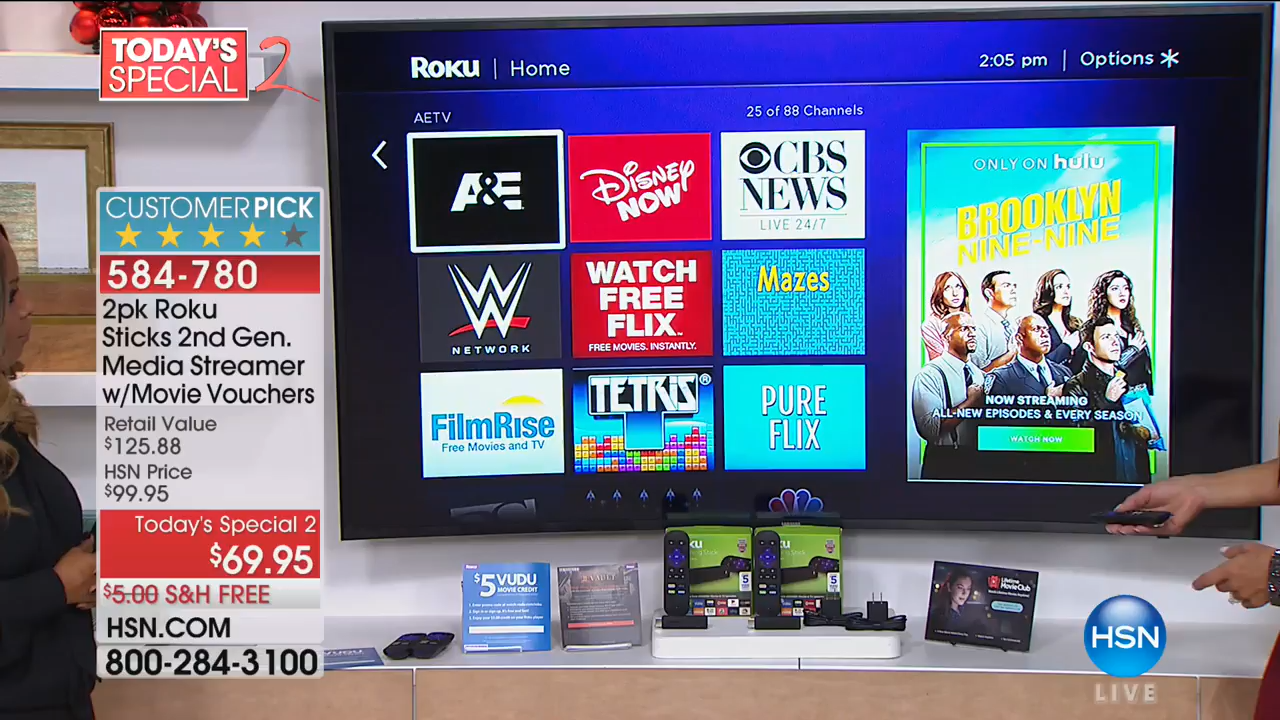 TODAY'S
SPECIAL 2
CUSTOMER PICK
584-780
2pk Roku
Sticks 2nd Gen.
Media Streamer
w/Movie Vouchers
Retail Value
$125.88
HSN Price
$99.95
Today's Special 2
$69.95
$5.00 S&H FREE
HSN.COM
800-284-3100
Roku | Home
2:05 pm | Options
AETV
25 of 88 Channels
A&E
DISNEY
NOW
CBS
NEWS
LIVE 24/7
W
NETWORK
WATCH
FREE
FLIX
FREE MOVIES. INSTANTLY.
Mazes
FilmRise
Free Movies and TV
TETRIS®
PURE
FLIX
ONLY ON hulu
BROOKLYN
NINE-NINE
NOW STREAMING
ALL-NEW EPISODES & EVERY SEASON
WATCH NOW
$5 VUDU
MOVIE CREDIT
VAULT
Lifetime
MovieClub
HSN
LIVE